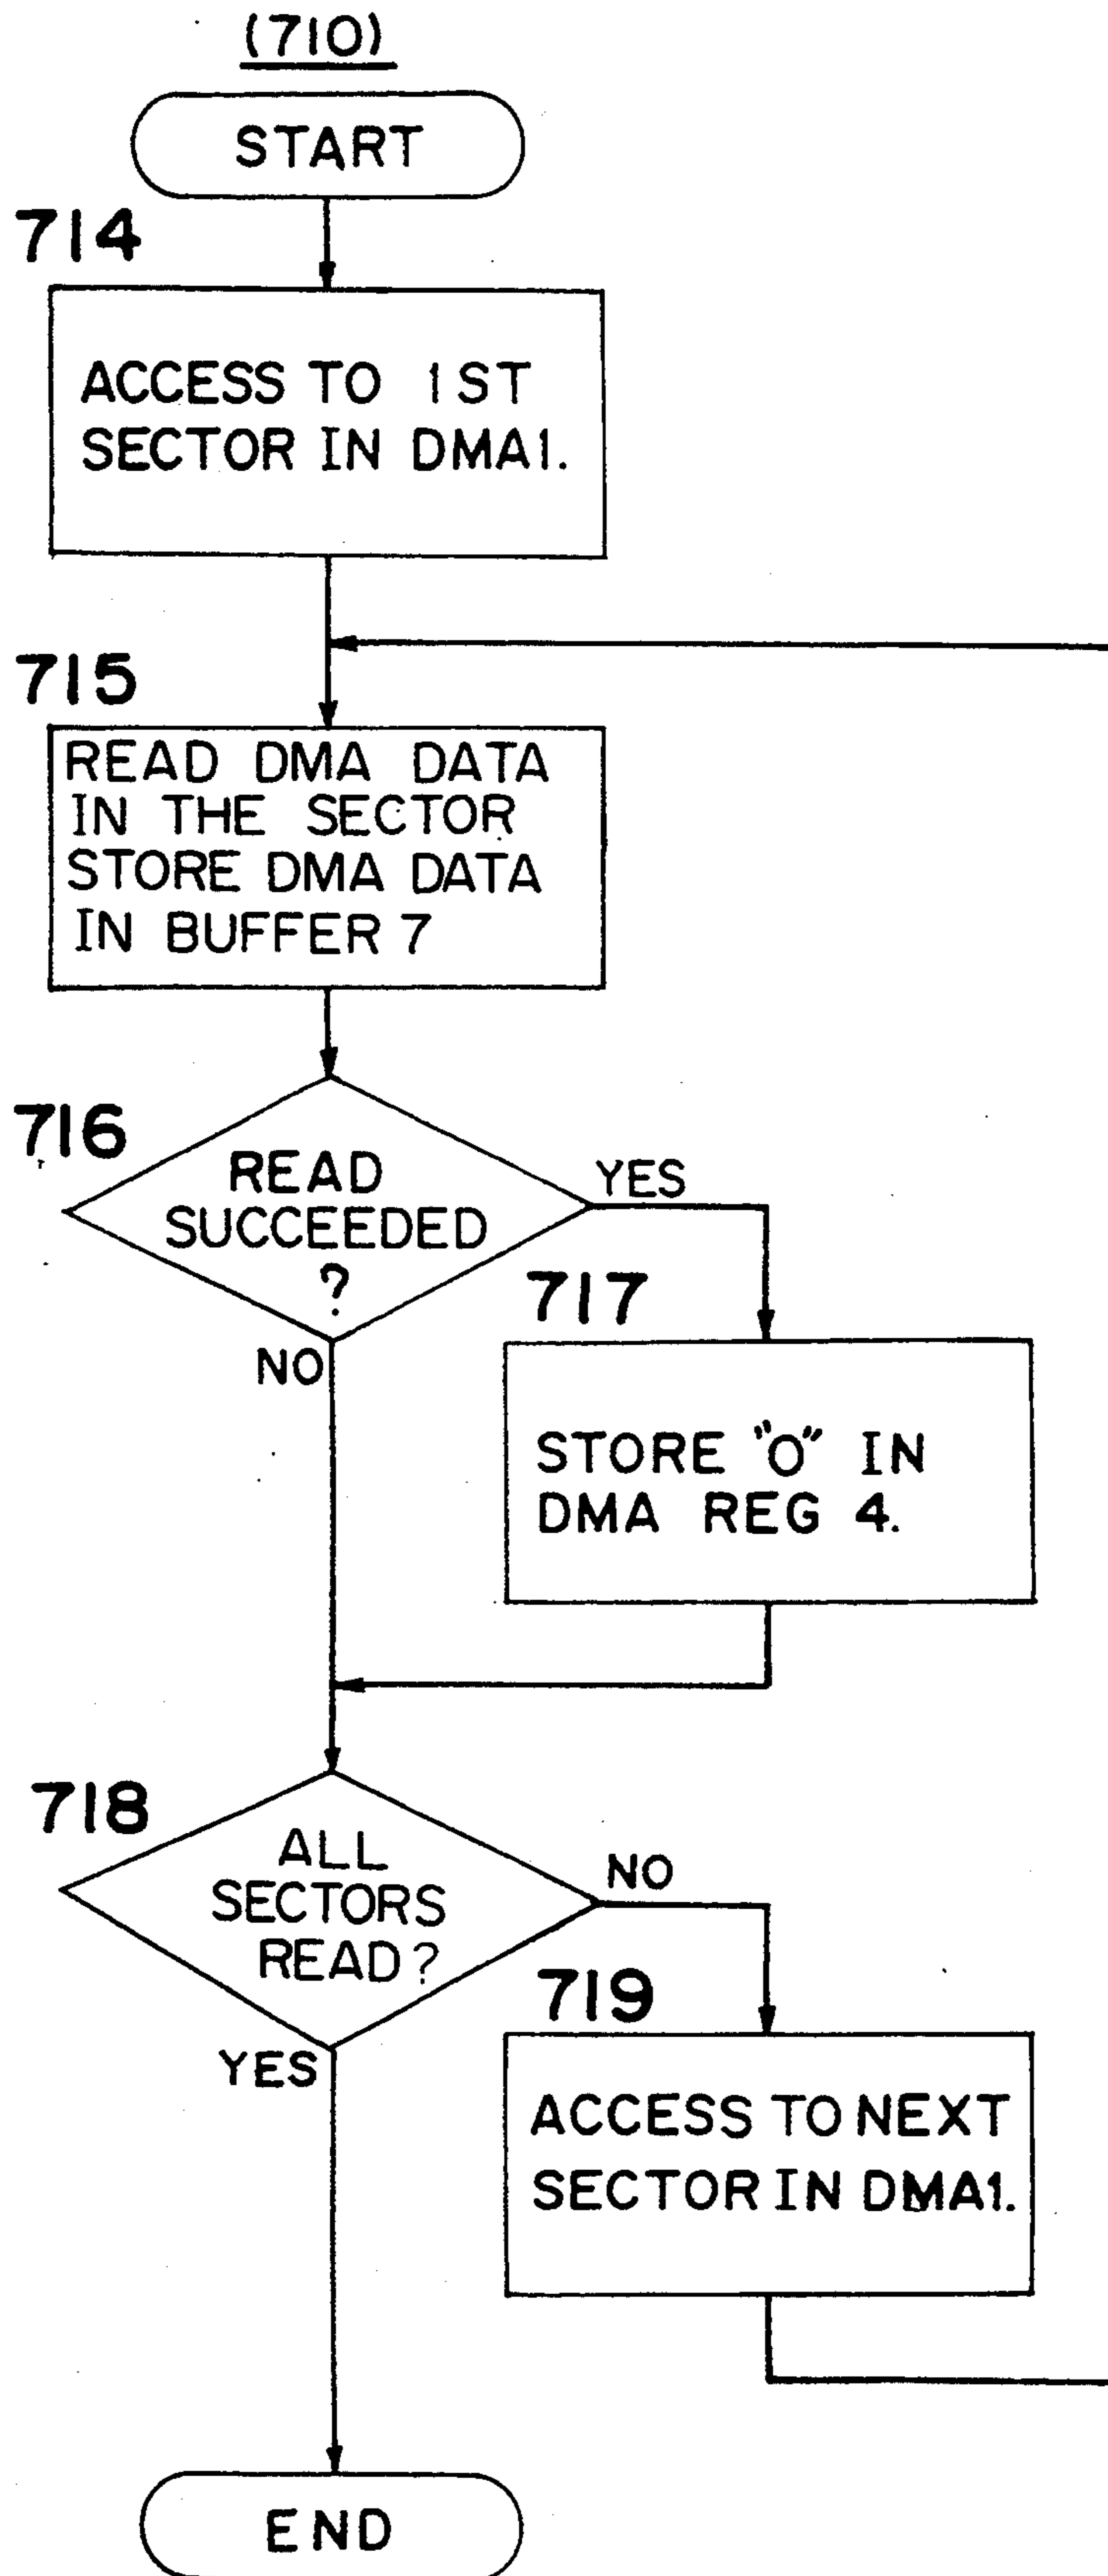 (710)
START
714
ACCESS TO 1ST
SECTOR IN DMA1.
715
READ DMA DATA
IN THE SECTOR
STORE DMA DATA
IN BUFFER 7
716
READ
SUCCEEDED
?
YES
NO
717
STORE "0" IN
DMA REG 4.
718
ALL
SECTORS
READ?
NO
YES
719
ACCESS TO NEXT
SECTOR IN DMA1.
END